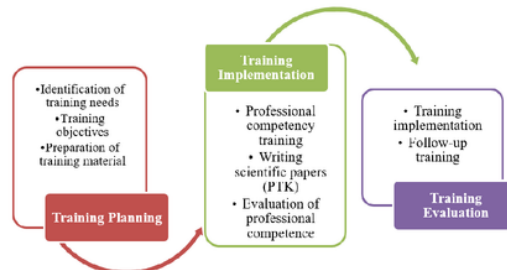 •Identification of
training needs
•Training
objectives
•Preparation of
training material
Training Planning
Training
Implementation
• Professional
competency
training
• Writing
scientific papers
(PTK)
• Evaluation of
professional
competence
• Training
implementation
• Follow-up
training
Training
Evaluation